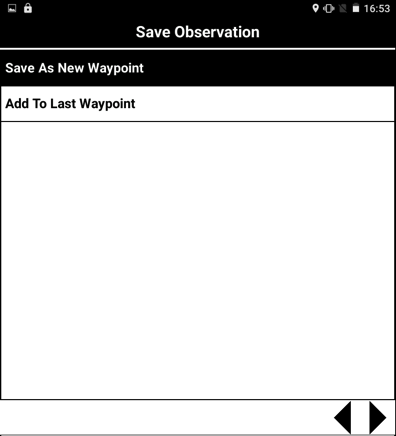 16:53
Save Observation
Save As New Waypoint
Add To Last Waypoint